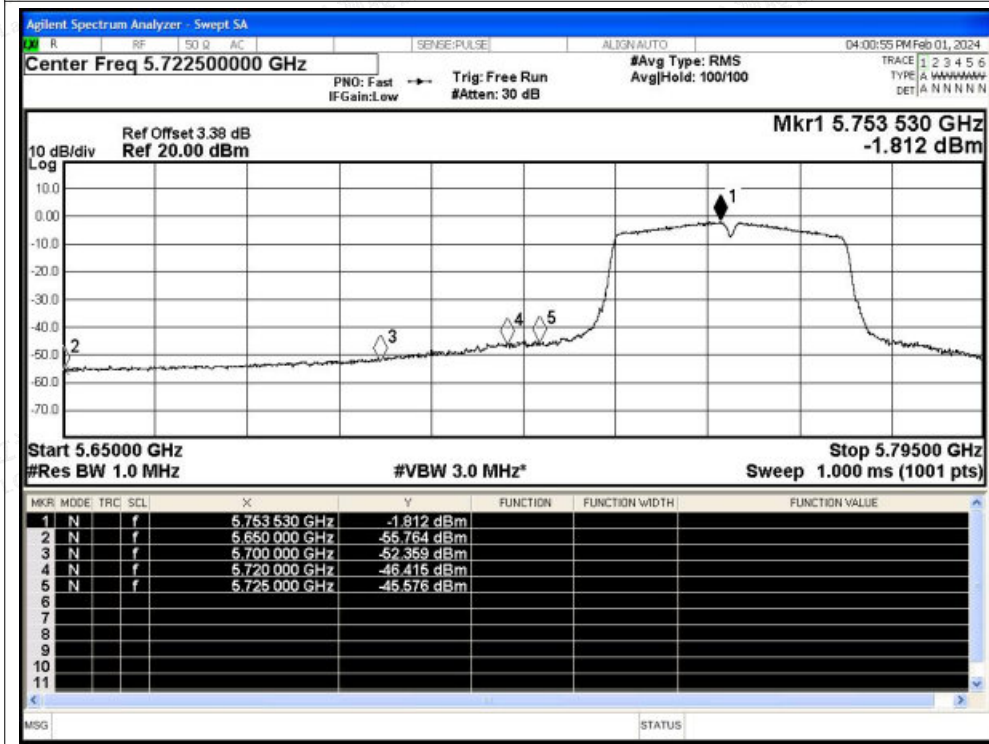 Agilent Spectrum Analyzer - Swept SA
LXI R RF 50 Ω AC SENSE:PULSE ALIGN AUTO 04:00:55 PM Feb 01, 2024
Center Freq 5.722500000 GHz
PNO: Fast
IFGain:Low
Trig: Free Run
#Atten: 30 dB
#Avg Type: RMS
Avg|Hold: 100/100
TRACE 1 2 3 4 5 6
TYPE A WWWWW
DET A N N N N N
Ref Offset 3.38 dB
10 dB/div Ref 20.00 dBm
Log
Mkr1 5.753 530 GHz
-1.812 dBm
10.0
0.00
-10.0
-20.0
-30.0
-40.0
-50.0
-60.0
-70.0
1
2
3
4
5
Start 5.65000 GHz Stop 5.79500 GHz
#Res BW 1.0 MHz #VBW 3.0 MHz* Sweep 1.000 ms (1001 pts)
MKR MODE TRC SCL X Y FUNCTION FUNCTION WIDTH FUNCTION VALUE
1 N f 5.753 530 GHz -1.812 dBm
2 N f 5.650 000 GHz -55.764 dBm
3 N f 5.700 000 GHz -52.359 dBm
4 N f 5.720 000 GHz -46.415 dBm
5 N f 5.725 000 GHz -45.576 dBm
6
7
8
9
10
11
MSG STATUS